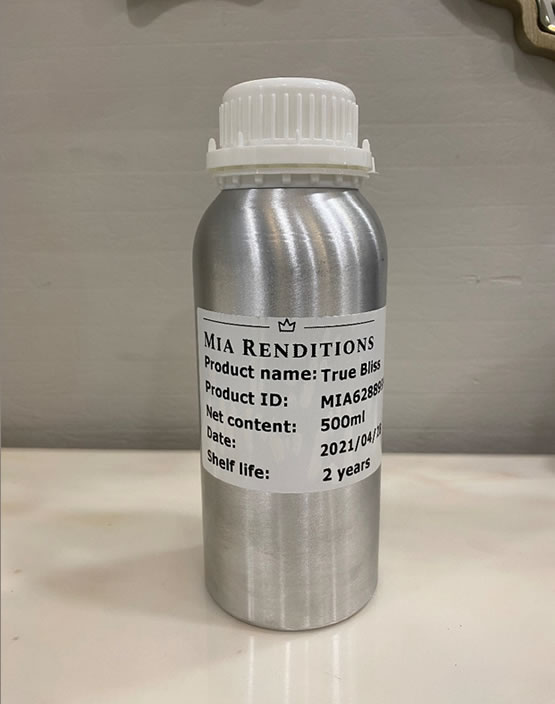 MIA RENDITIONS
Product name: True Bliss
Product ID:
Net content: 500ml
Date:
Shelf life: 2 years